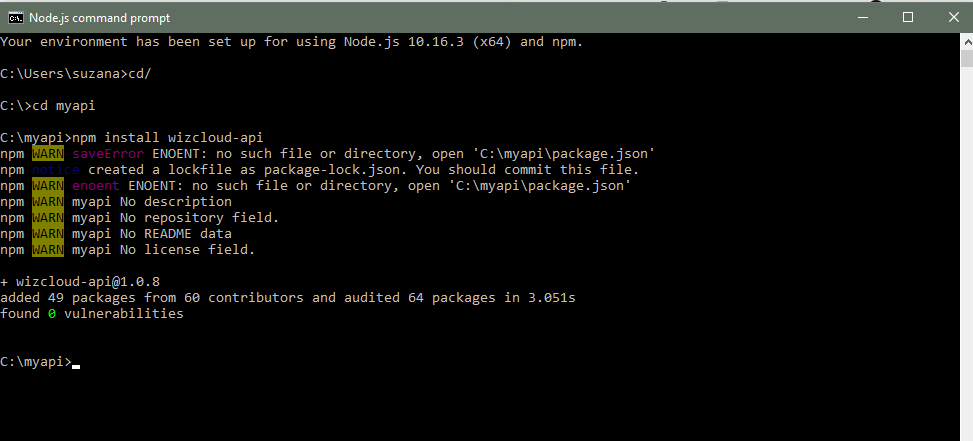 Node.js command prompt
Your environment has been set up for using Node.js 10.16.3 (x64) and npm.
C:\Users\suzana>cd/
C:\>cd myapi
C:\myapi>npm install wizcloud-api
npm WARN saveError ENOENT: no such file or directory, open 'C:\myapi\package.json'
npm notice created a lockfile as package-lock.json. You should commit this file.
npm WARN enoent ENOENT: no such file or directory, open 'C:\myapi\package.json'
npm WARN myapi No description
npm WARN myapi No repository field.
npm WARN myapi No README data
npm WARN myapi No license field.
+ wizcloud-api@1.0.8
added 49 packages from 60 contributors and audited 64 packages in 3.051s
found 0 vulnerabilities
C:\myapi>